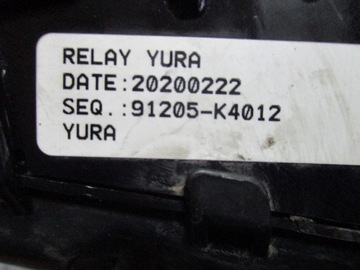 RELAY YURA
DATE:20200222
SEQ.:91205-K4012
YURA